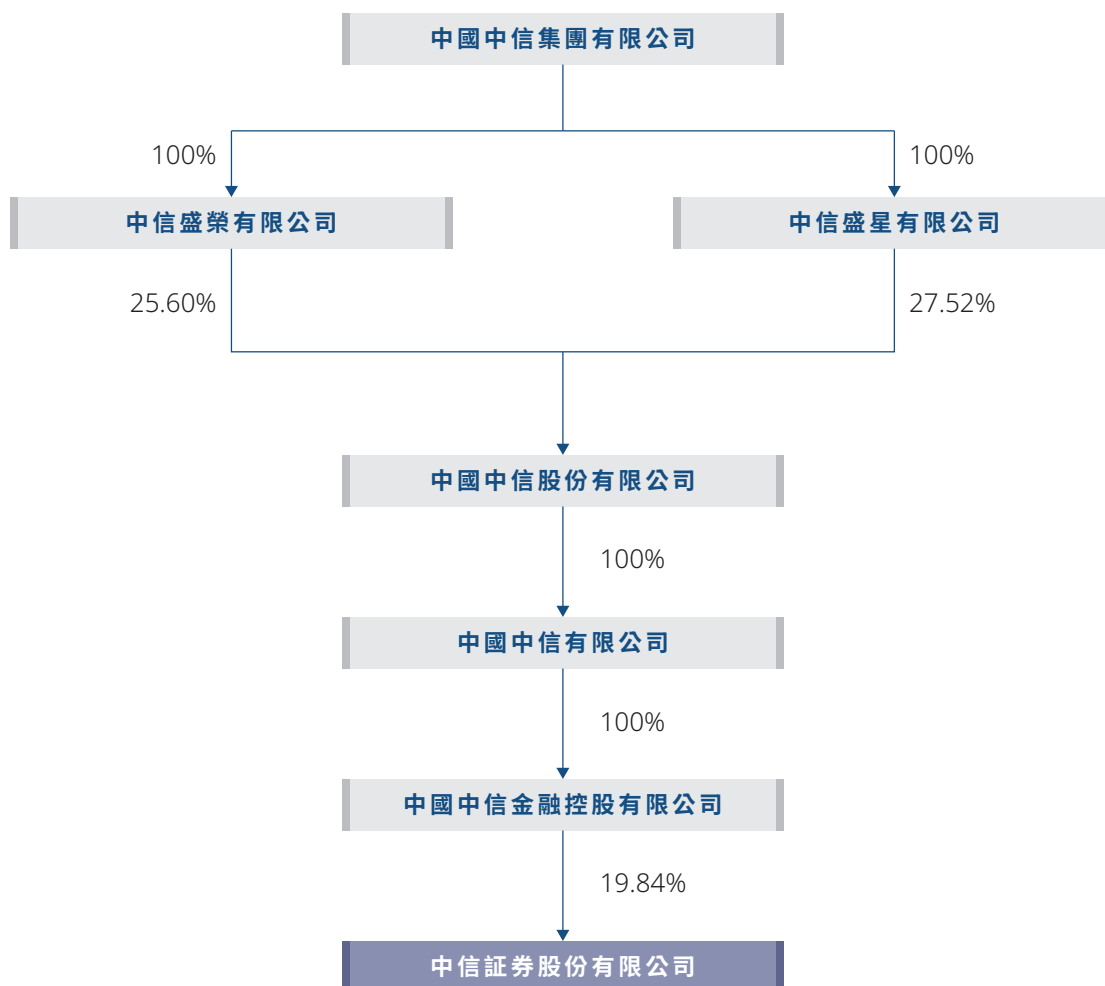 中國中信集團有限公司
100%
100%
中信盛榮有限公司
中信盛星有限公司
25.60%
27.52%
中國中信股份有限公司
100%
中國中信有限公司
100%
中國中信金融控股有限公司
19.84%
中信証券股份有限公司